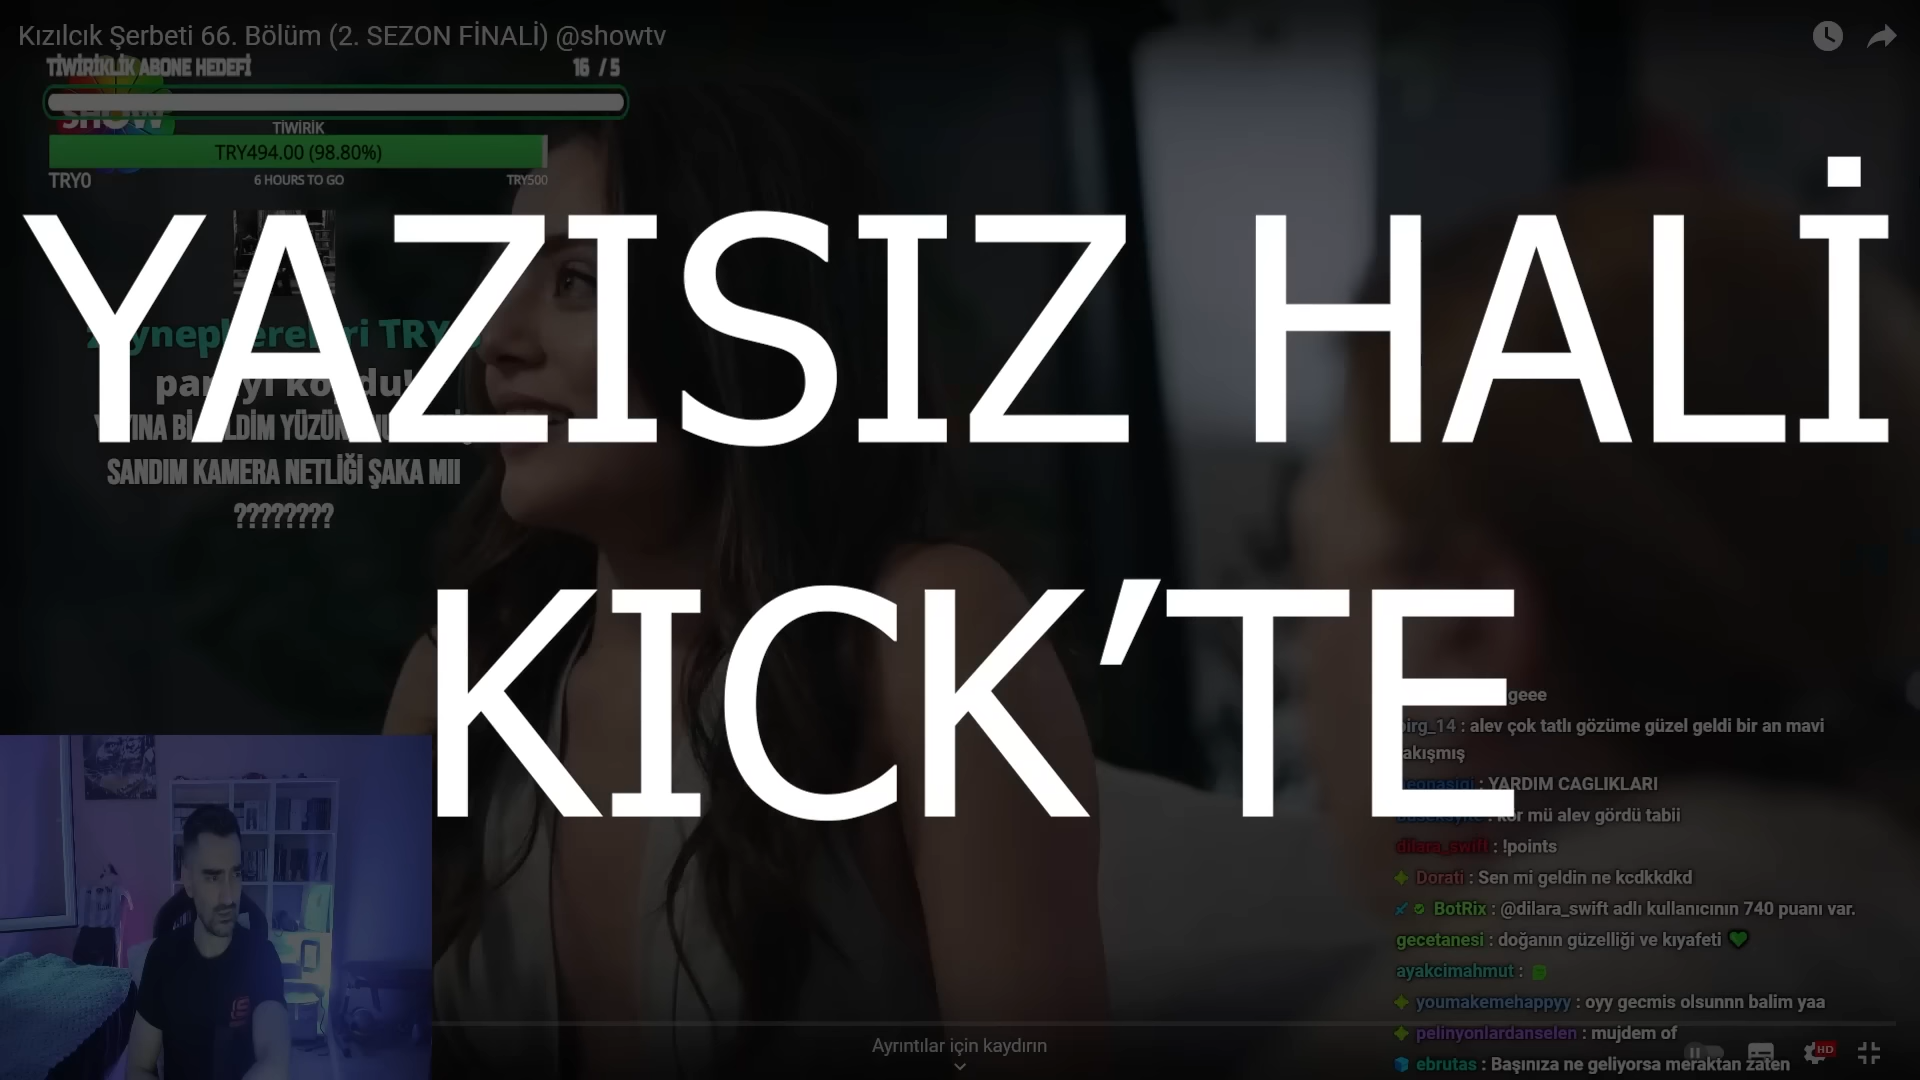 Kızılcık Şerbeti 66. Bölüm (2. SEZON FİNALİ) @showtv
TİWİRİKLİK ABONE HEDEFİ 16 / 5
SHOW
TİWİRİK
TRY494.00 (98.80%)
TRY0 6 HOURS TO GO TRY500
YAZISIZ HALİ
TRY
SANDIM KAMERA NETLİĞİ ŞAKA MII
????????
KICK’TE
geee
: alev çok tatlı gözüme güzel geldi bir an mavi
: YARDIM CAGLIKLARI
mü alev gördü tabii
dilara_swift : !points
Dorati : Sen mi geldin ne kcdkkdkd
BotRix : @dilara_swift adlı kullanıcının 740 puanı var.
gecetanesi : doğanın güzelliği ve kıyafeti 💚
ayakcimahmut :
youmakemehappyy : oyy gecmis olsunnn balim yaa
pelinyonlardanselen : mujdem of
ebrutas : Başınıza ne geliyorsa meraktan zaten
Ayrıntılar için kaydırın
HD